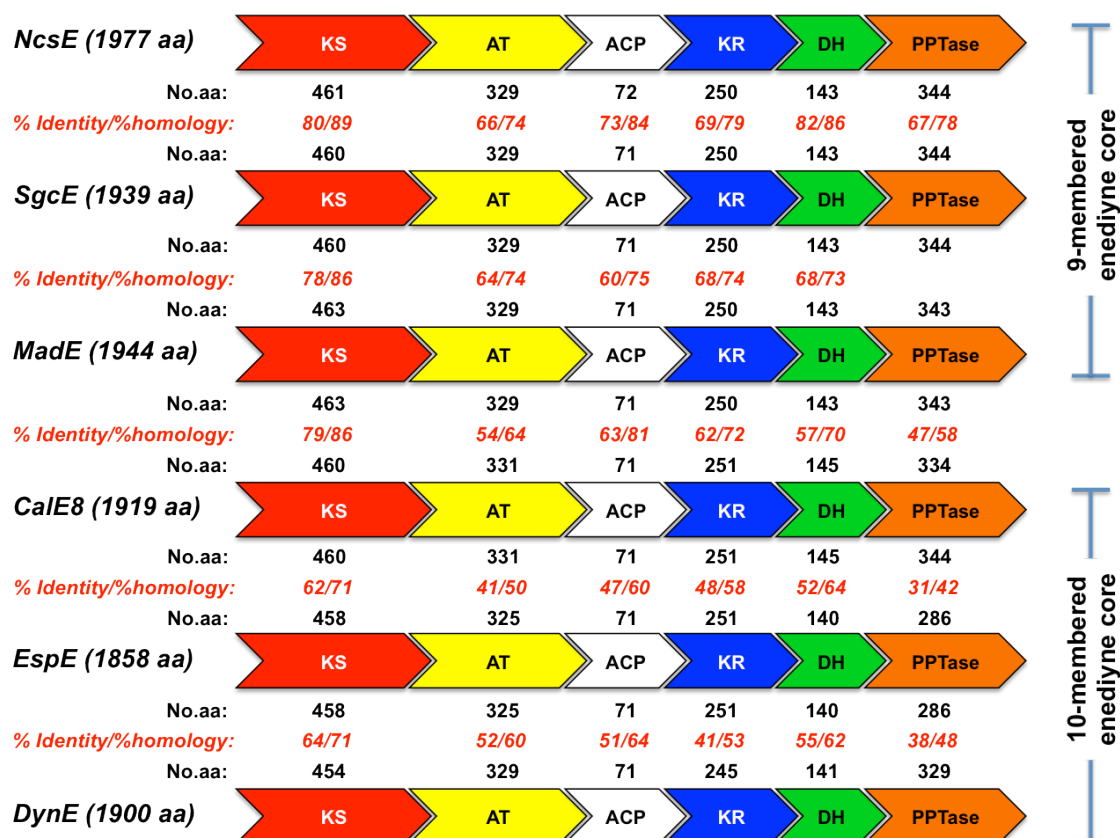 NcsE (1977 aa) KS AT ACP KR DH PPTase
No.aa: 461 329 72 250 143 344
% Identity/%homology: 80/89 66/74 73/84 69/79 82/86 67/78
No.aa: 460 329 71 250 143 344
SgcE (1939 aa) KS AT ACP KR DH PPTase
No.aa: 460 329 71 250 143 344
% Identity/%homology: 78/86 64/74 60/75 68/74 68/73
No.aa: 463 329 71 250 143 343
MadE (1944 aa) KS AT ACP KR DH PPTase
No.aa: 463 329 71 250 143 343
% Identity/%homology: 79/86 54/64 63/81 62/72 57/70 47/58
No.aa: 460 331 71 251 145 334
CalE8 (1919 aa) KS AT ACP KR DH PPTase
No.aa: 460 331 71 251 145 344
% Identity/%homology: 62/71 41/50 47/60 48/58 52/64 31/42
No.aa: 458 325 71 251 140 286
EspE (1858 aa) KS AT ACP KR DH PPTase
No.aa: 458 325 71 251 140 286
% Identity/%homology: 64/71 52/60 51/64 41/53 55/62 38/48
No.aa: 454 329 71 245 141 329
DynE (1900 aa) KS AT ACP KR DH PPTase
9-membered
enediyne core
10-membered
enediyne core